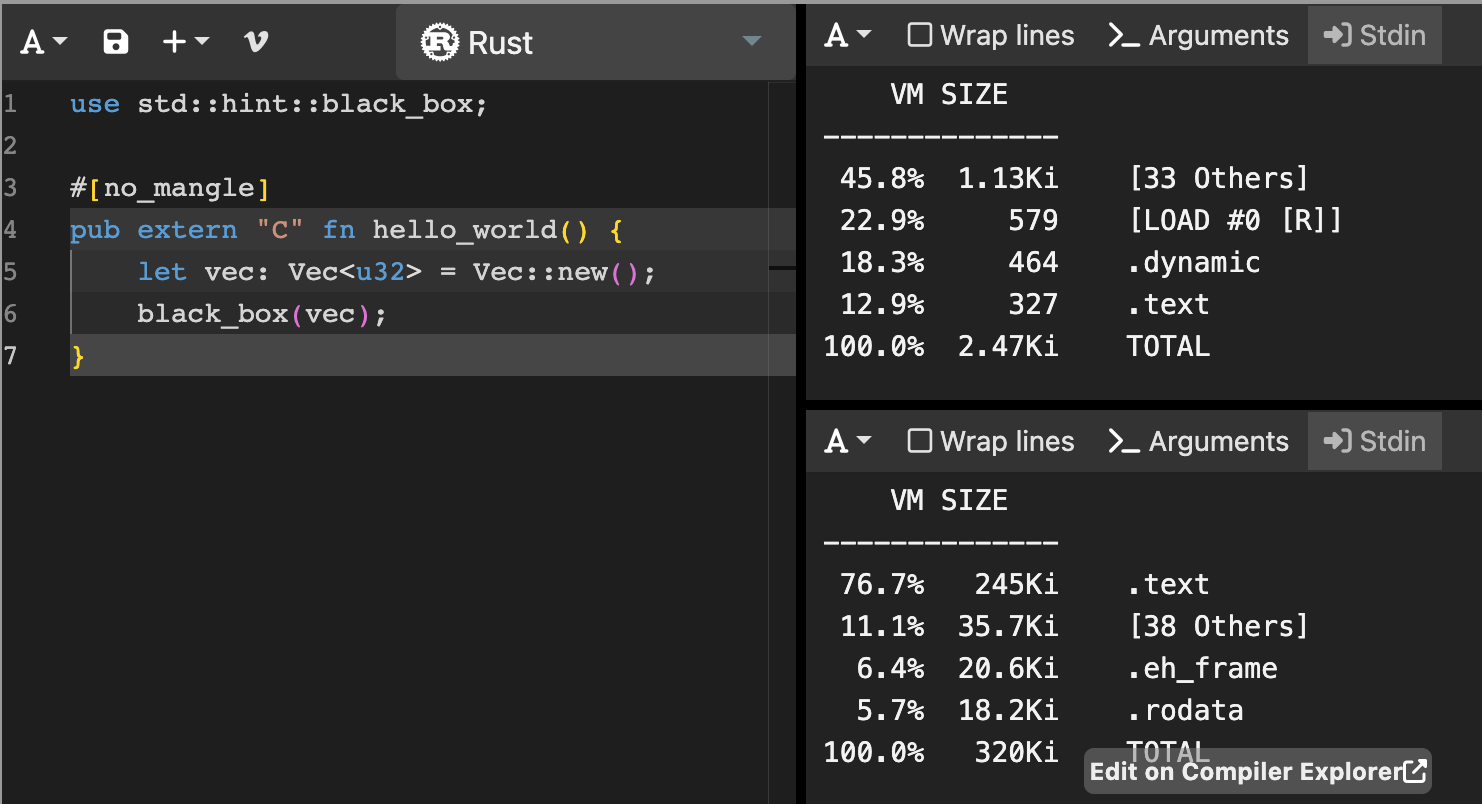 Rust
1 use std::hint::black_box;
2
3 #[no_mangle]
4 pub extern "C" fn hello_world() {
5     let vec: Vec<u32> = Vec::new();
6     black_box(vec);
7 }
A Wrap lines Arguments Stdin
VM SIZE
--------------
45.8% 1.13Ki [33 Others]
22.9% 579 [LOAD #0 [R]]
18.3% 464 .dynamic
12.9% 327 .text
100.0% 2.47Ki TOTAL
A Wrap lines Arguments Stdin
VM SIZE
--------------
76.7% 245Ki .text
11.1% 35.7Ki [38 Others]
6.4% 20.6Ki .eh_frame
5.7% 18.2Ki .rodata
100.0% 320Ki TOTAL
Edit on Compiler Explorer